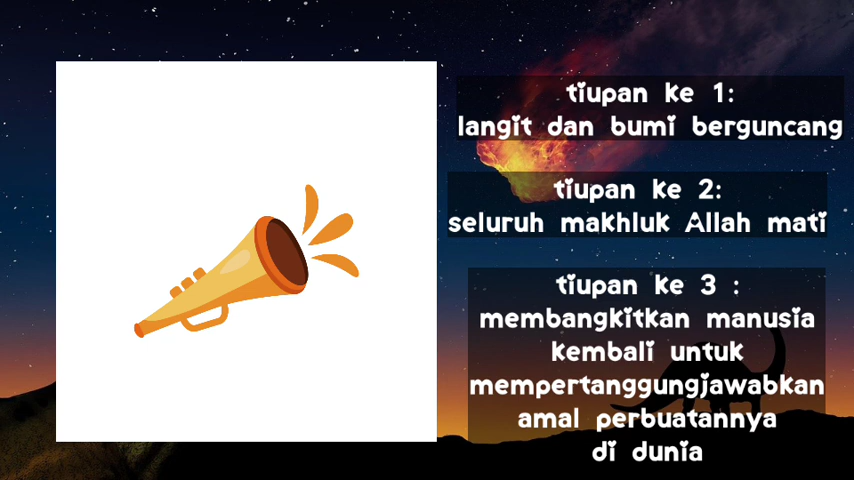 tiupan ke 1:
langit dan bumi berguncang
tiupan ke 2:
seluruh makhluk Allah mati
tiupan ke 3 :
membangkitkan manusia
kembali untuk
mempertanggungjawabkan
amal perbuatannya
di dunia